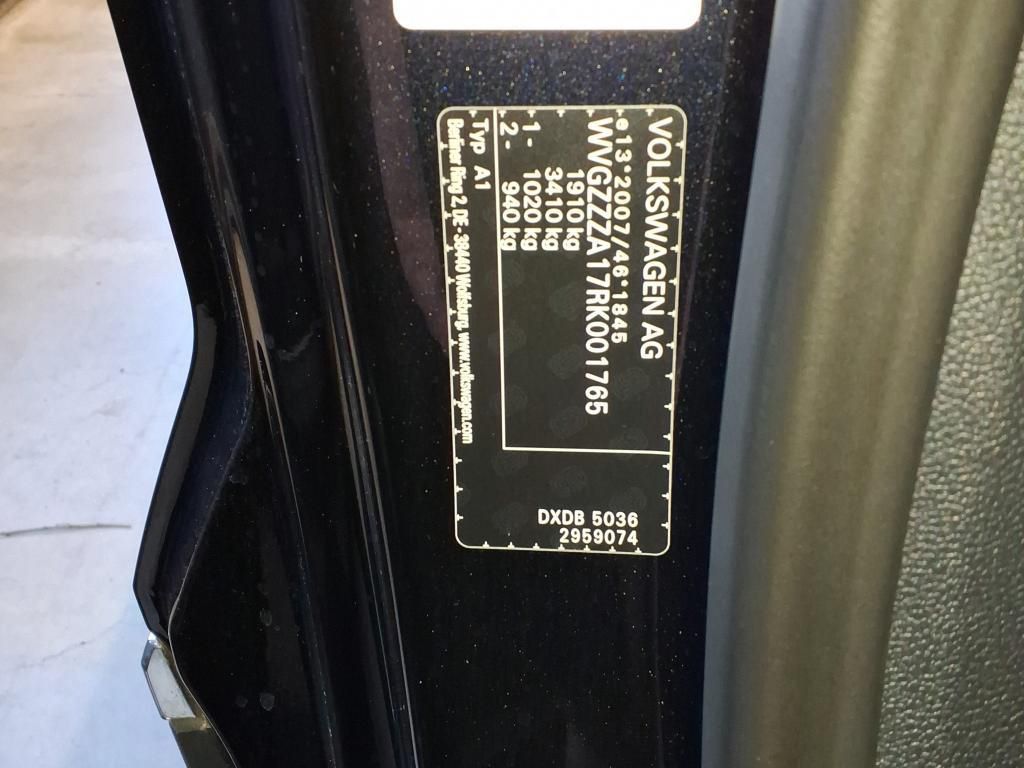 VOLKSWAGEN AG
e13*2007/46*1845
WVGZZZA17RK001765
1910 kg
3410 kg
1 - 1020 kg
2 - 940 kg
Typ A1
Berliner Ring 2, DE - 38440 Wolfsburg, www.volkswagen.com
DXDB 5036
2959074